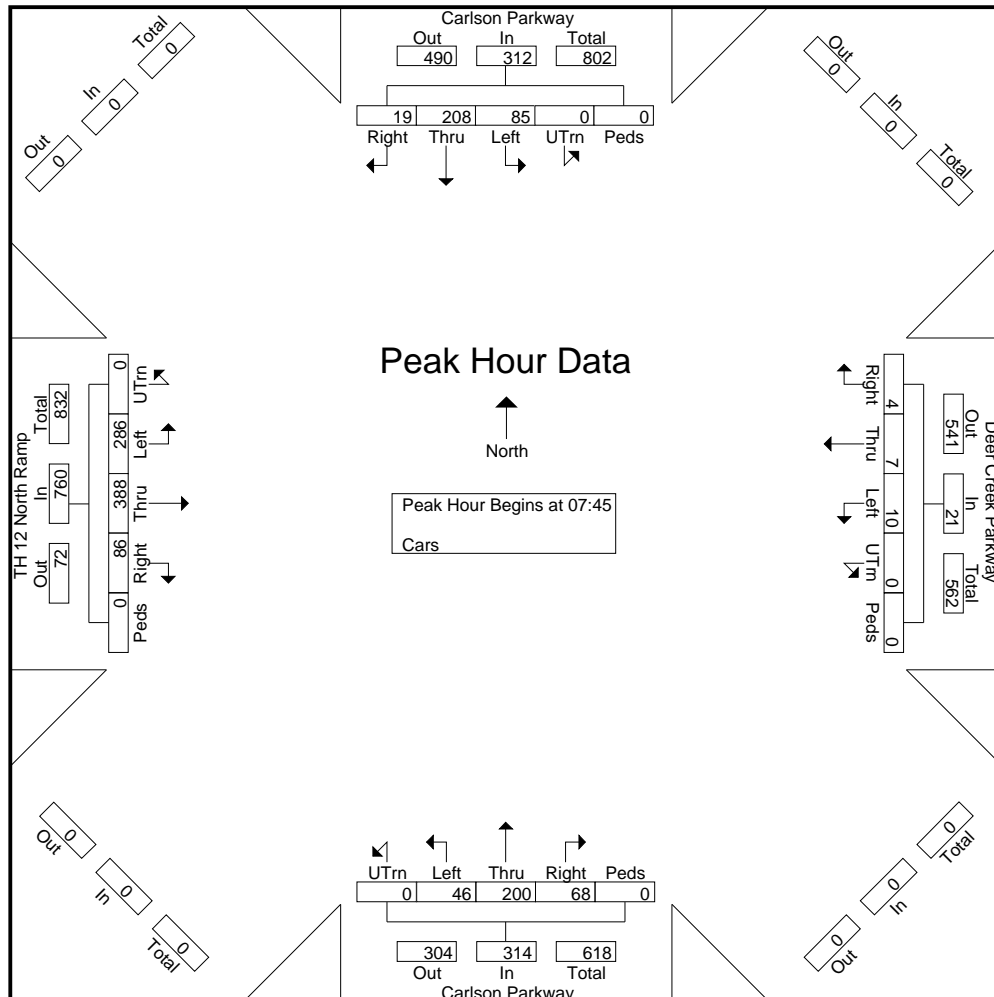 Carlson Parkway
Out In Total
490 312 802
19 208 85 0 0
Right Thru Left UTrn Peds
Total
0
In
0
Out
0
Out
0
In
0
Total
0
TH 12 North Ramp
Total In Out
832 760 72
0 286 388 86 0
UTrn Left Thru Right Peds
Peak Hour Data
North
Peak Hour Begins at 07:45
Cars
Deer Creek Parkway
Out In Total
541 21 562
4 7 10 0 0
Right Thru Left UTrn Peds
Out
0
In
0
Total
0
Total
0
In
0
Out
0
UTrn Left Thru Right Peds
0 46 200 68 0
304 314 618
Out In Total
Carlson Parkway